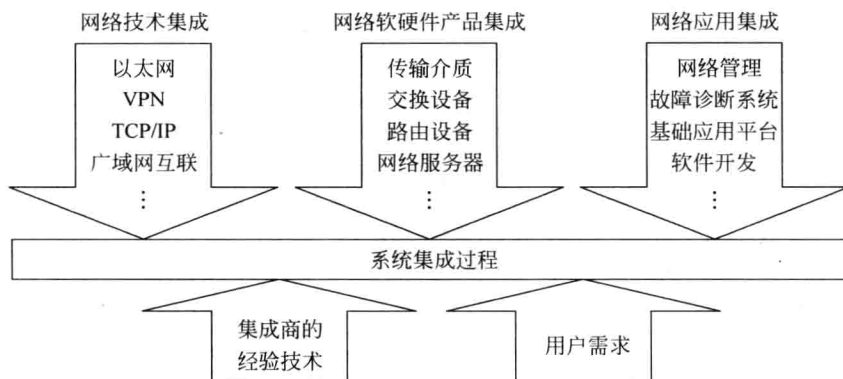 网络技术集成
以太网
VPN
TCP/IP
广域网互联
⋮
网络软硬件产品集成
传输介质
交换设备
路由设备
网络服务器
⋮
网络应用集成
网络管理
故障诊断系统
基础应用平台
软件开发
⋮
系统集成过程
集成商的
经验技术
用户需求